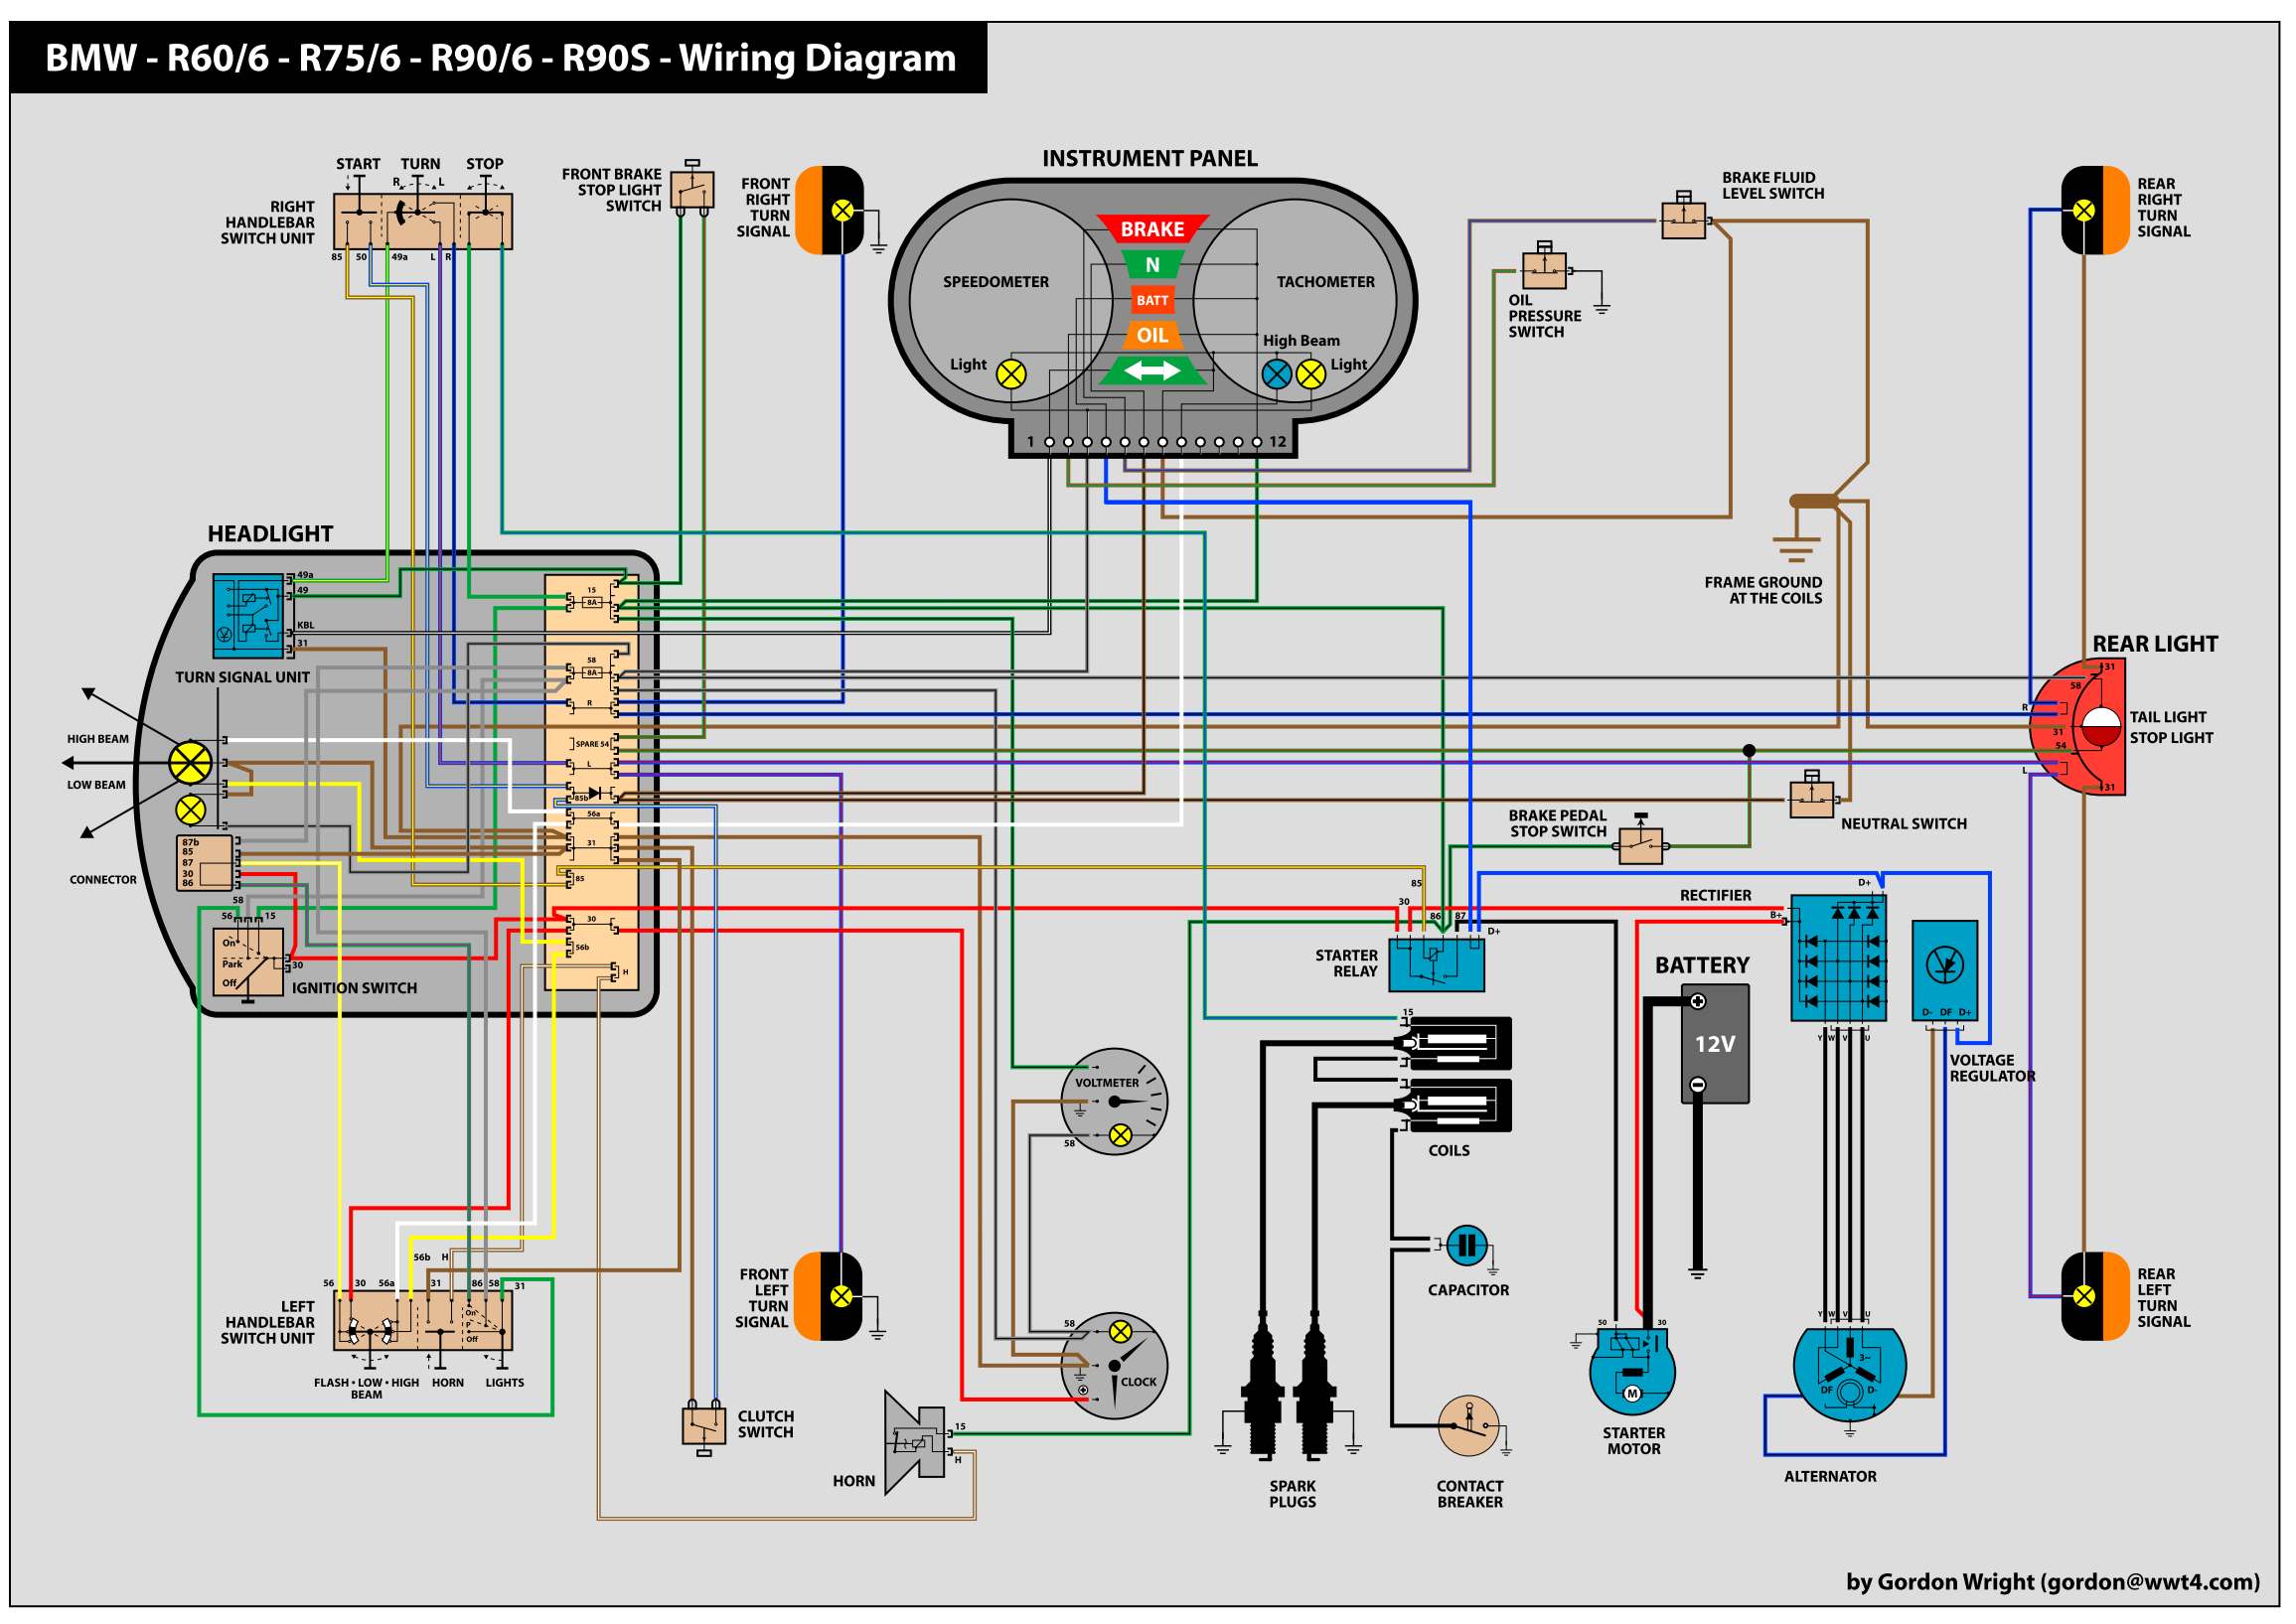 BMW - R60/6 - R75/6 - R90/6 - R90S - Wiring Diagram
START TURN STOP
R L
RIGHT
HANDLEBAR
SWITCH UNIT
85 50 49a L R
FRONT BRAKE
STOP LIGHT
SWITCH
FRONT
RIGHT
TURN
SIGNAL
INSTRUMENT PANEL
BRAKE
N
BATT
OIL
SPEEDOMETER
TACHOMETER
High Beam
Light
Light
1
12
BRAKE FLUID
LEVEL SWITCH
OIL
PRESSURE
SWITCH
REAR
RIGHT
TURN
SIGNAL
FRAME GROUND
AT THE COILS
HEADLIGHT
49a
49
KBL
31
TURN SIGNAL UNIT
HIGH BEAM
LOW BEAM
CONNECTOR
87b
85
87
30
86
58
56
15
On
Park
Off
30
IGNITION SWITCH
15
8A
58
8A
R
SPARE 54
L
85b
56a
31
85
30
56b
H
REAR LIGHT
31
58
R
31
54
L
31
TAIL LIGHT
STOP LIGHT
NEUTRAL SWITCH
BRAKE PEDAL
STOP SWITCH
85
30
86
87
D+
STARTER
RELAY
RECTIFIER
D+
B+
Y W V U
BATTERY
12V
D- DF D+
VOLTAGE
REGULATOR
15
COILS
VOLTMETER
58
58
CLOCK
CAPACITOR
CONTACT
BREAKER
SPARK
PLUGS
50
30
M
STARTER
MOTOR
Y W V U
3~
DF
D-
ALTERNATOR
REAR
LEFT
TURN
SIGNAL
FRONT
LEFT
TURN
SIGNAL
CLUTCH
SWITCH
15
H
HORN
56b H
56 30 56a 31 86 58 31
LEFT
HANDLEBAR
SWITCH UNIT
On
P
Off
FLASH • LOW • HIGH
BEAM
HORN
LIGHTS
by Gordon Wright (gordon@wwt4.com)